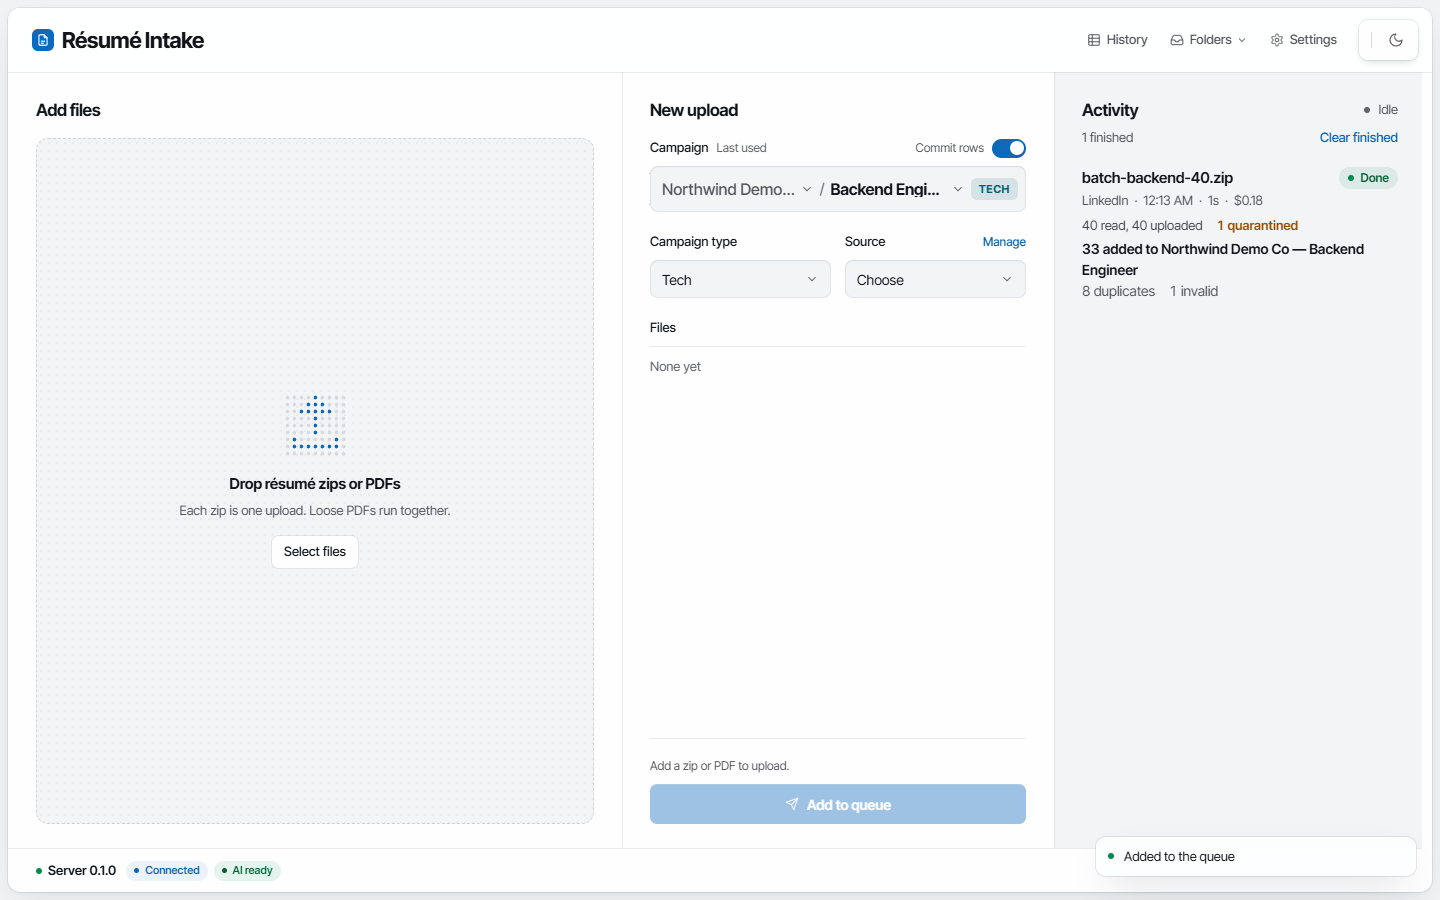 Résumé Intake
History
Folders
Settings
Add files
Drop résumé zips or PDFs
Each zip is one upload. Loose PDFs run together.
Select files
New upload
Campaign Last used
Commit rows
Northwind Demo... / Backend Engi... TECH
Campaign type
Source
Manage
Tech
Choose
Files
None yet
Add a zip or PDF to upload.
Add to queue
Activity
Idle
1 finished
Clear finished
batch-backend-40.zip
Done
LinkedIn · 12:13 AM · 1s · $0.18
40 read, 40 uploaded 1 quarantined
33 added to Northwind Demo Co — Backend
Engineer
8 duplicates 1 invalid
Server 0.1.0
Connected
AI ready
Added to the queue